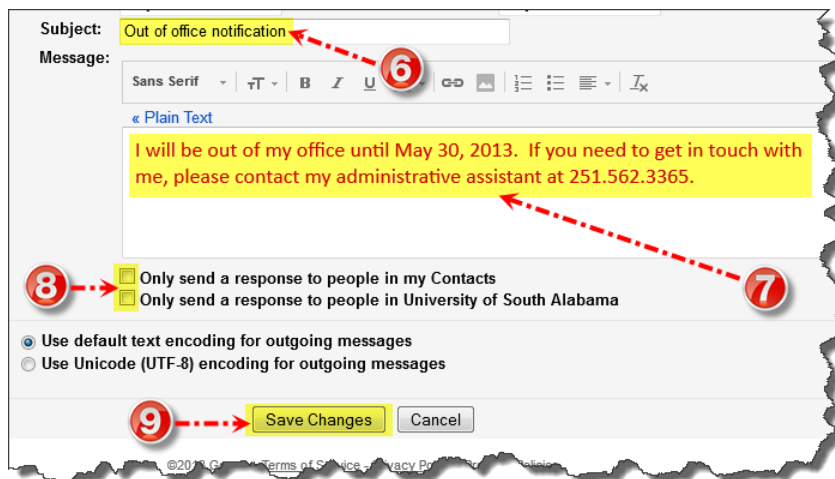 Subject: Out of office notification
6
Message:
Sans Serif T B I U
« Plain Text
I will be out of my office until May 30, 2013. If you need to get in touch with
me, please contact my administrative assistant at 251.562.3365.
8
Only send a response to people in my Contacts
7
Only send a response to people in University of South Alabama
Use default text encoding for outgoing messages
Use Unicode (UTF-8) encoding for outgoing messages
9
Save Changes Cancel
Terms of